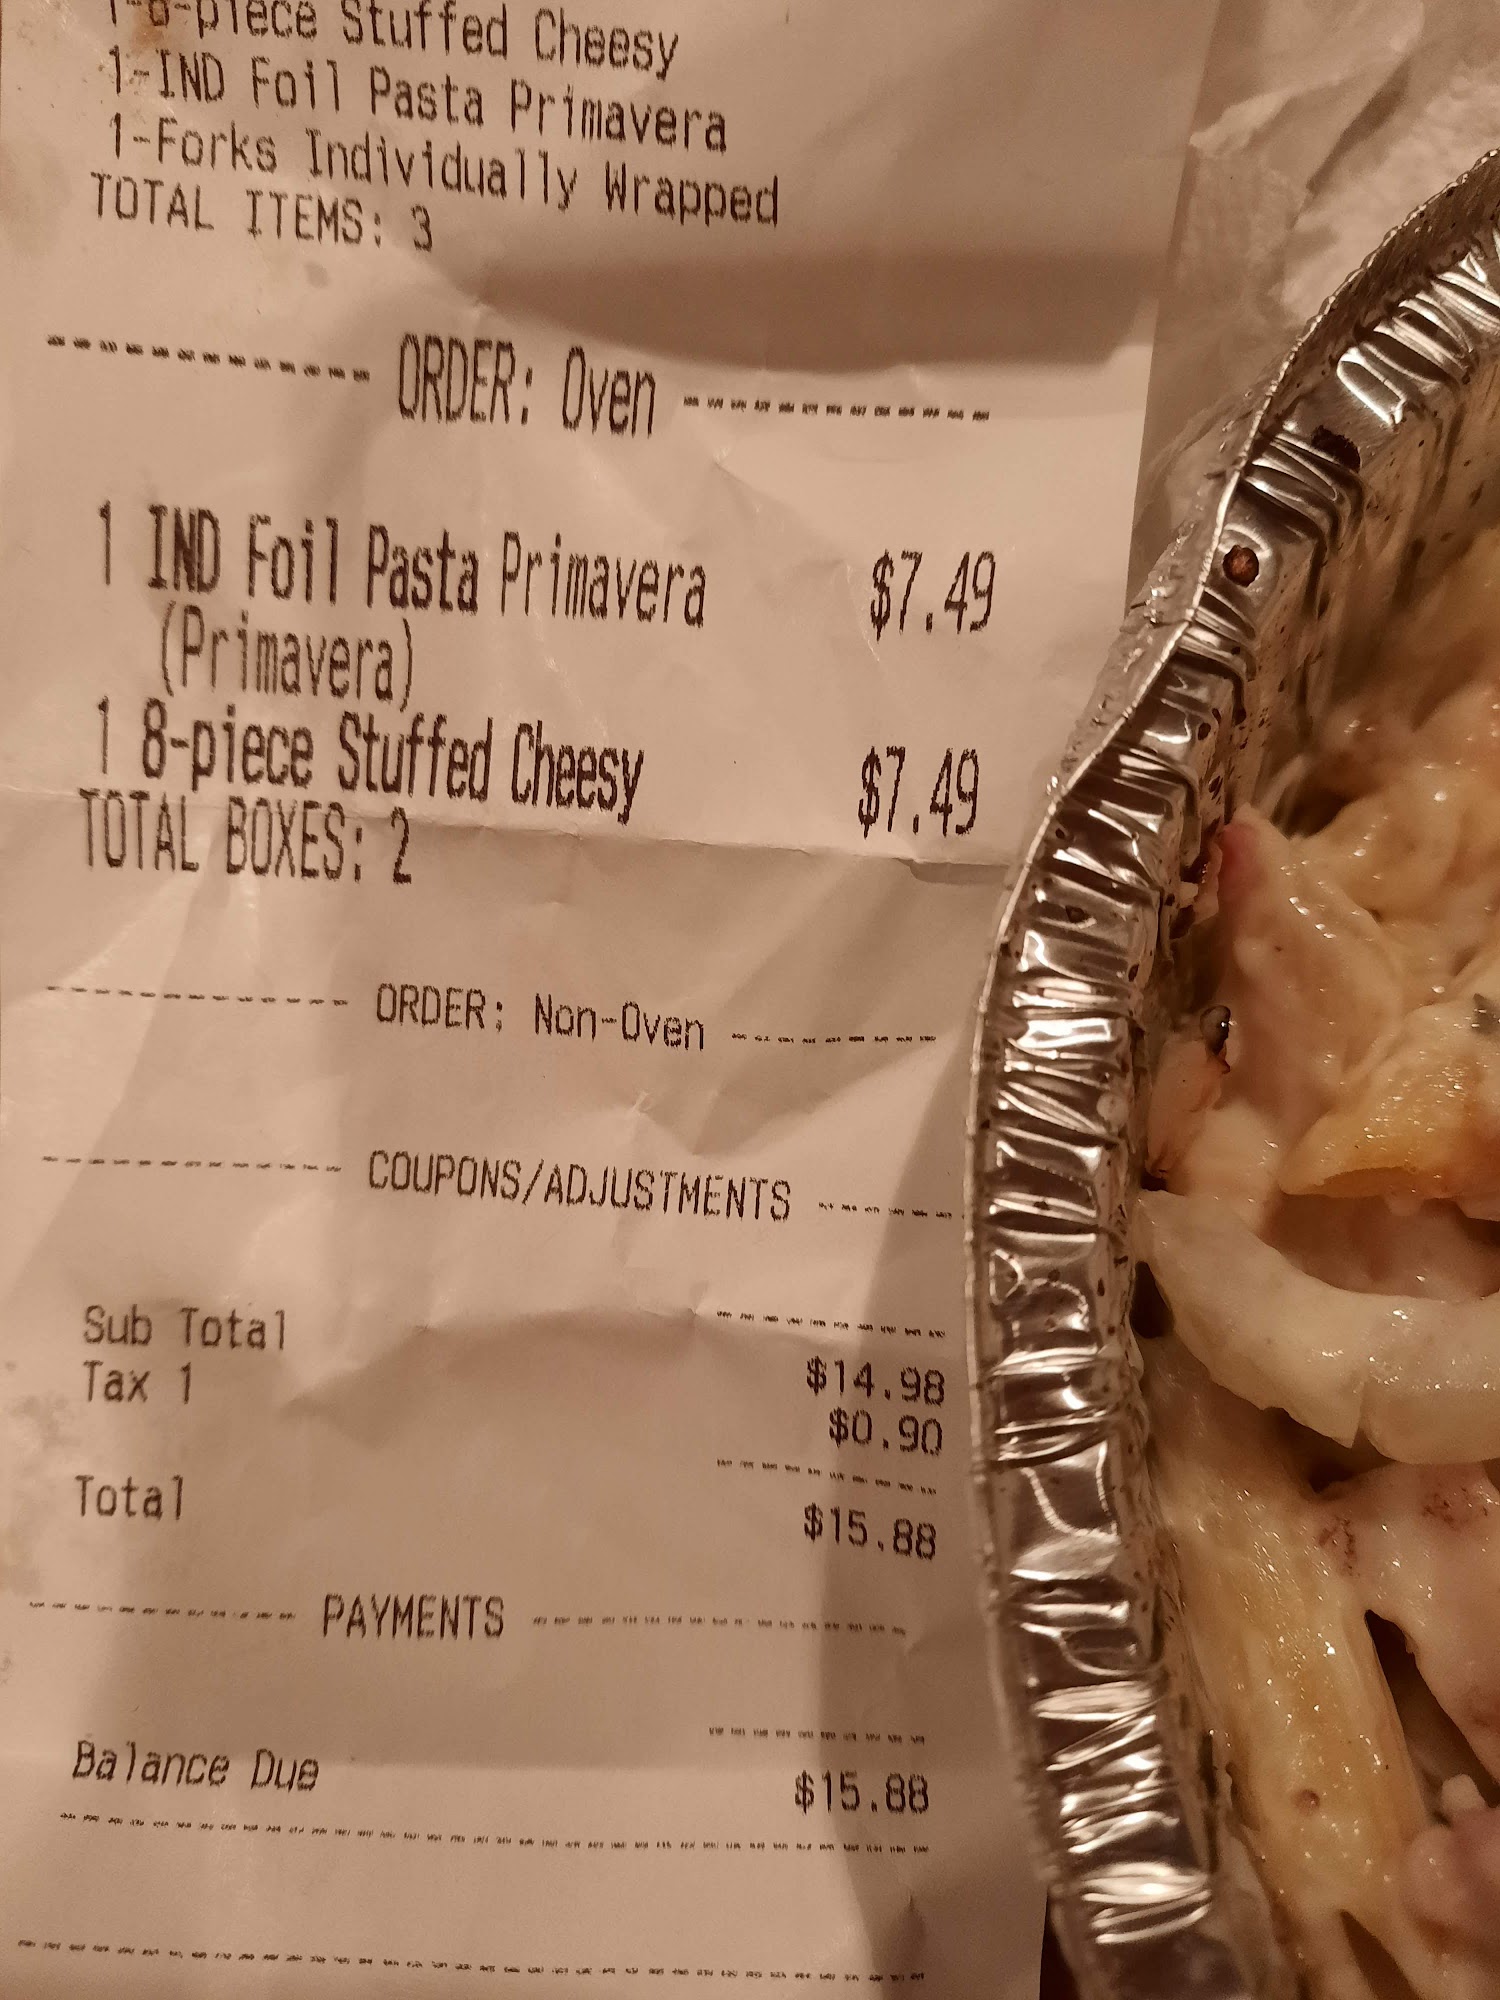 1-8-piece Stuffed Cheesy
1-IND Foil Pasta Primavera
1-Forks Individually Wrapped
TOTAL ITEMS: 3
------------- ORDER: Oven -------------
1 IND Foil Pasta Primavera $7.49
(Primavera)
1 8-piece Stuffed Cheesy $7.49
TOTAL BOXES: 2
------------- ORDER: Non-Oven ---------
------------- COUPONS/ADJUSTMENTS ------
Sub Total $14.98
Tax 1 $0.90
Total $15.88
------------ PAYMENTS ----------------
Balance Due $15.88